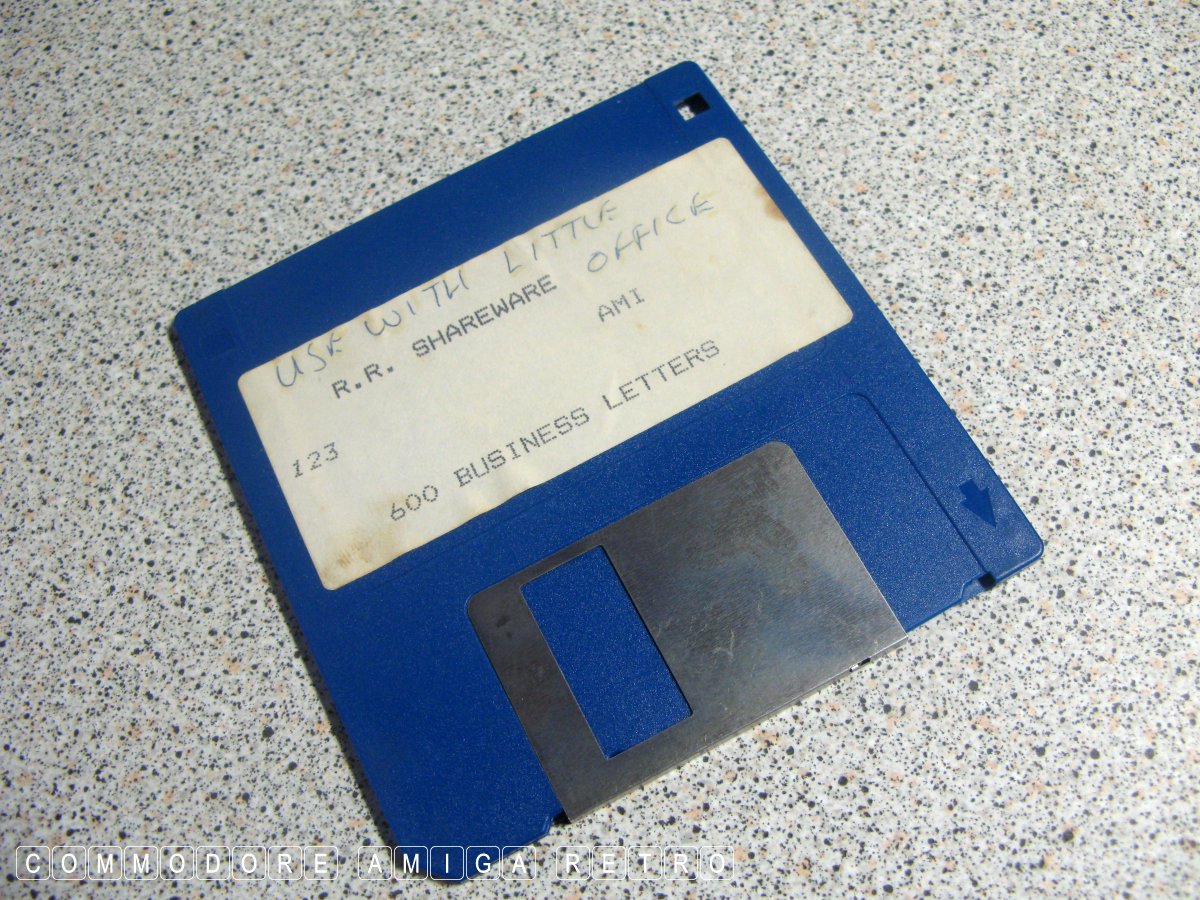 USE WITH LITTLE OFFICE
R.R. SHAREWARE
AMI
123
600 BUSINESS LETTERS
COMMODORE AMIGA RETRO